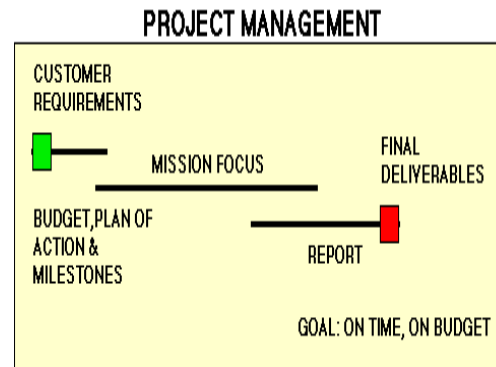 PROJECT MANAGEMENT
CUSTOMER
REQUIREMENTS
MISSION FOCUS
FINAL
DELIVERABLES
BUDGET,PLAN OF
ACTION &
MILESTONES
REPORT
GOAL: ON TIME, ON BUDGET